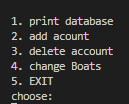 1. print database
2. add acount
3. delete account
4. change Boats
5. EXIT
choose: